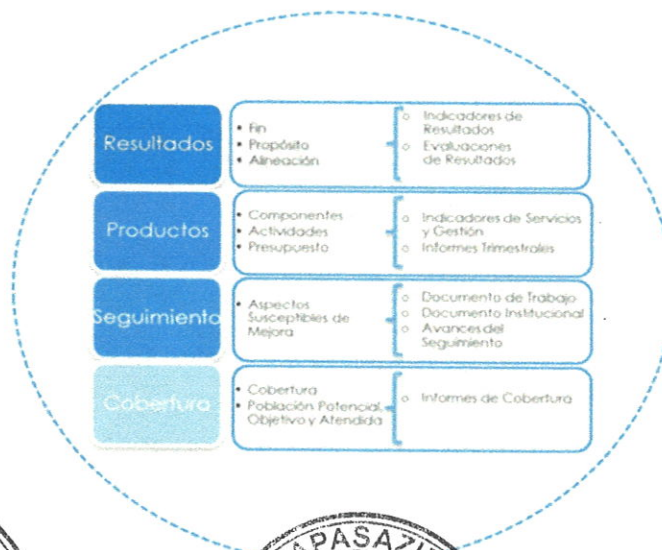 Resultados
• Fin
• Propósito
• Alineación
o Indicadores de
Resultados
o Evaluaciones
de Resultados
Productos
• Componentes
• Actividades
• Presupuesto
o Indicadores de Servicios
y Gestión
o Informes Trimestrales
Seguimiento
• Aspectos
Susceptibles de
Mejora
o Documento de Trabajo
o Documento Institucional
o Avances del
Seguimiento
Cobertura
• Cobertura
• Población Potencial,
Objetivo y Atendida
o Informes de Cobertura